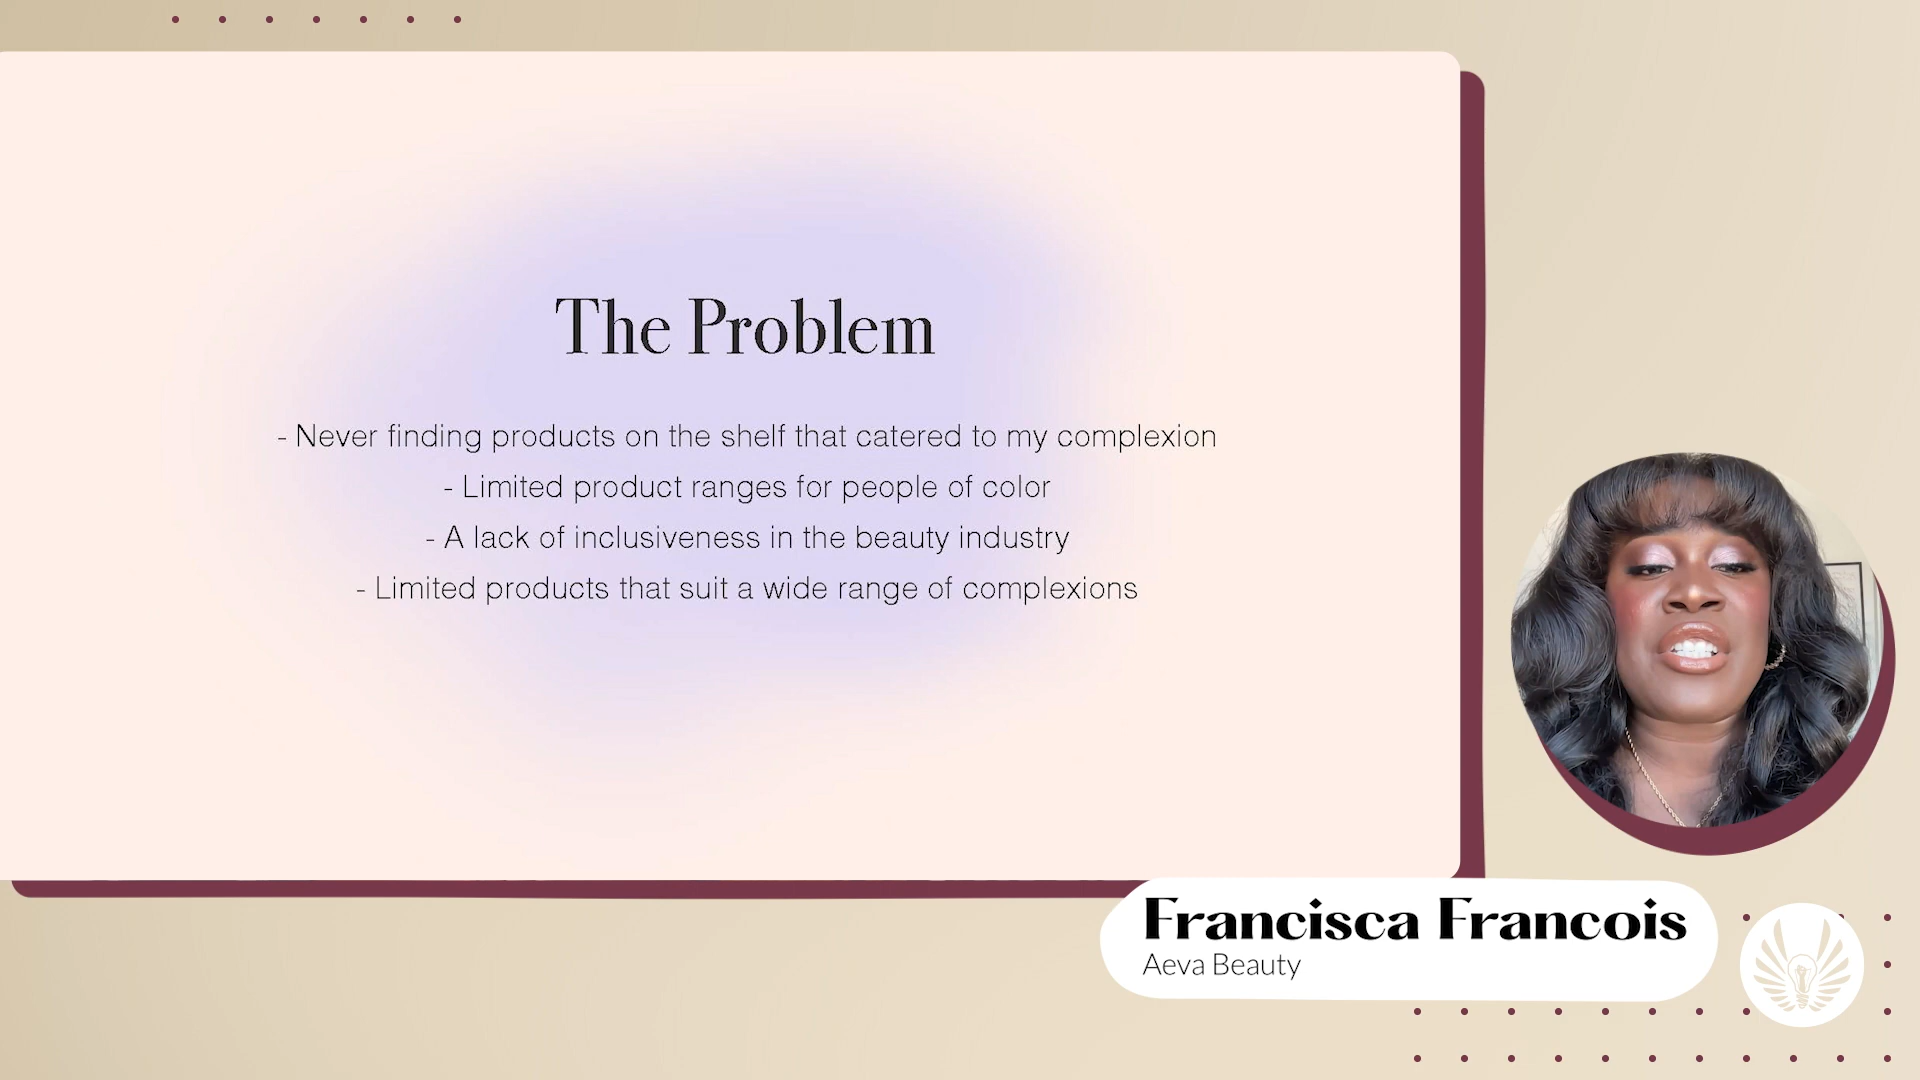 The Problem
- Never finding products on the shelf that catered to my complexion
- Limited product ranges for people of color
- A lack of inclusiveness in the beauty industry
- Limited products that suit a wide range of complexions
Francisca Francois
Aeva Beauty